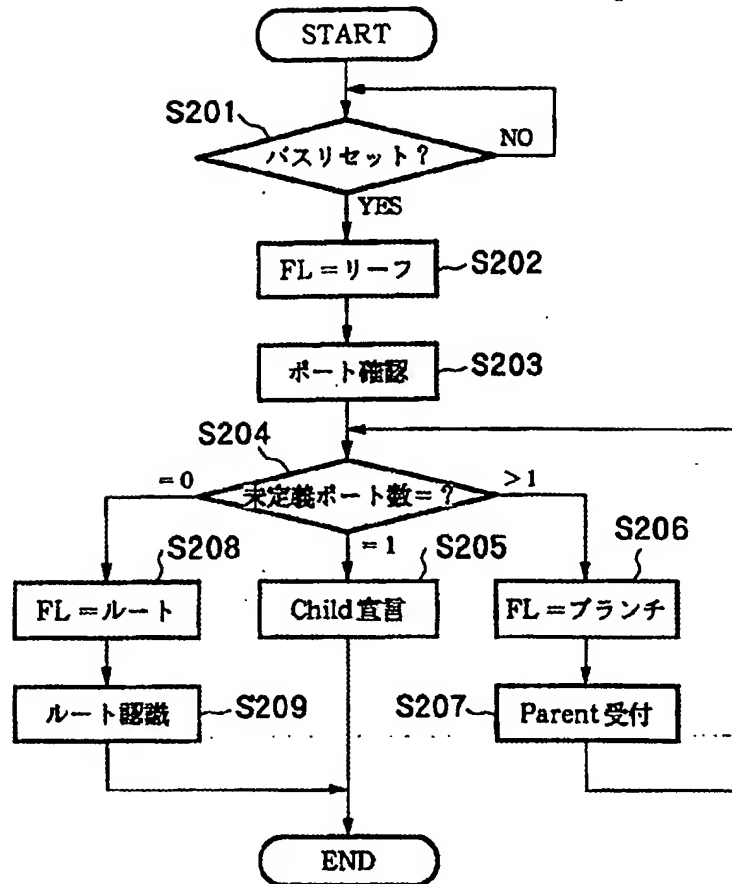 START
S201
バスリセット?
NO
YES
FL=リーフ
S202
ポート確認
S203
S204
=0
未定義ポート数=?
>1
=1
S208
S205
S206
FL=ルート
Child宣言
FL=ブランチ
ルート認識
S209
S207
Parent受付
END